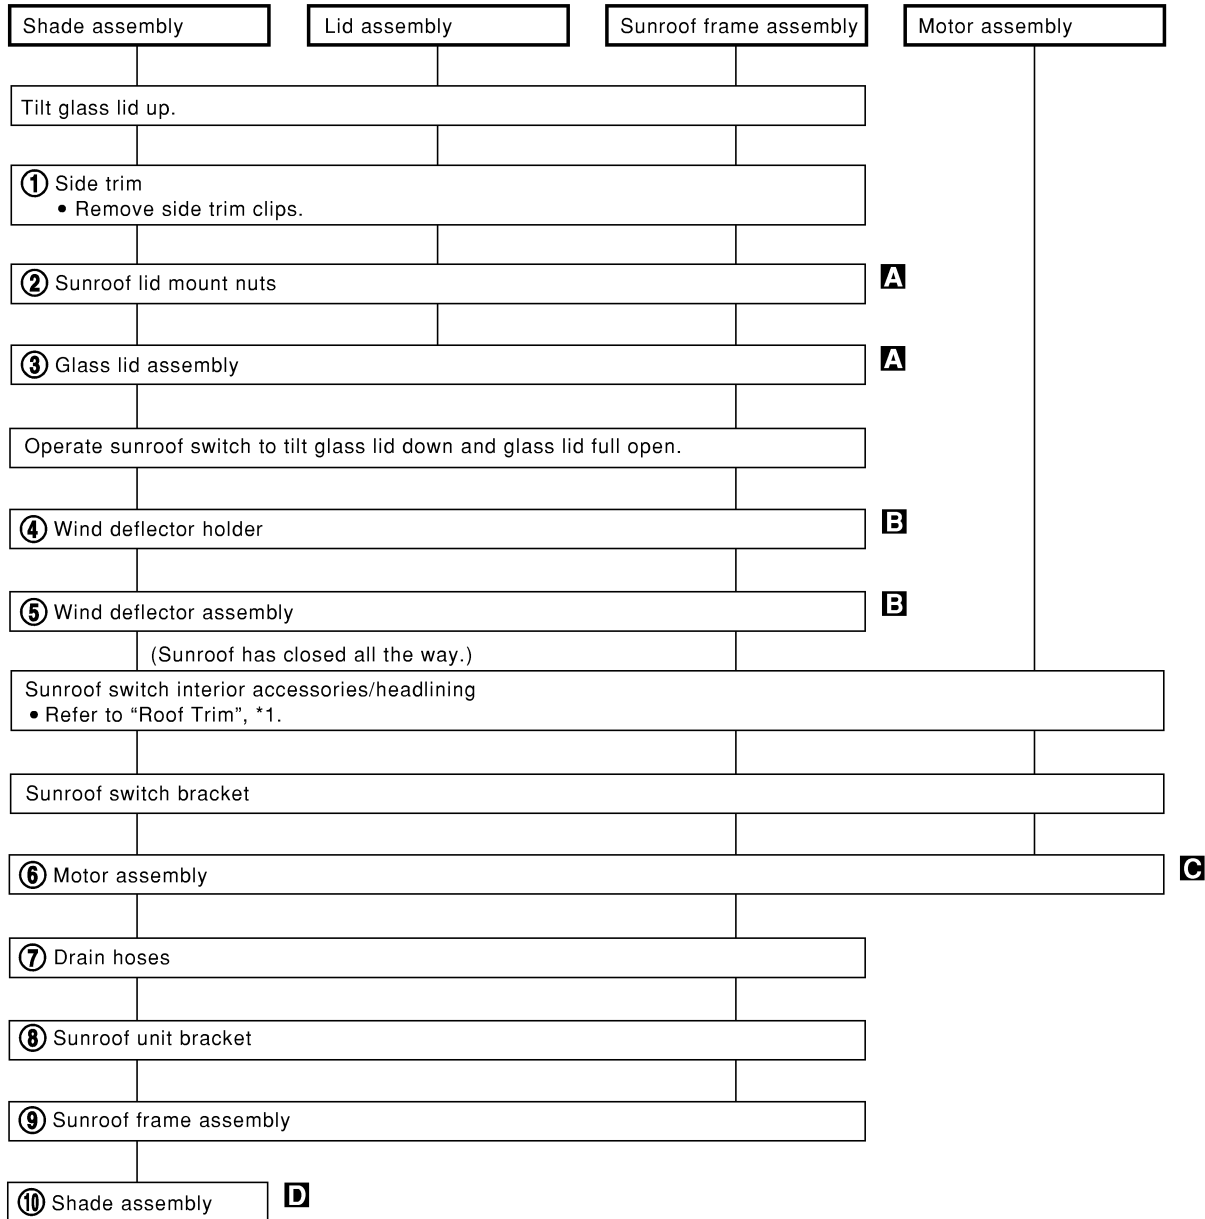 Shade assembly
Lid assembly
Sunroof frame assembly
Motor assembly
Tilt glass lid up.
① Side trim
• Remove side trim clips.
② Sunroof lid mount nuts
A
③ Glass lid assembly
A
Operate sunroof switch to tilt glass lid down and glass lid full open.
④ Wind deflector holder
B
⑤ Wind deflector assembly
B
(Sunroof has closed all the way.)
Sunroof switch interior accessories/headlining
• Refer to “Roof Trim”, *1.
Sunroof switch bracket
⑥ Motor assembly
C
⑦ Drain hoses
⑧ Sunroof unit bracket
⑨ Sunroof frame assembly
⑩ Shade assembly
D